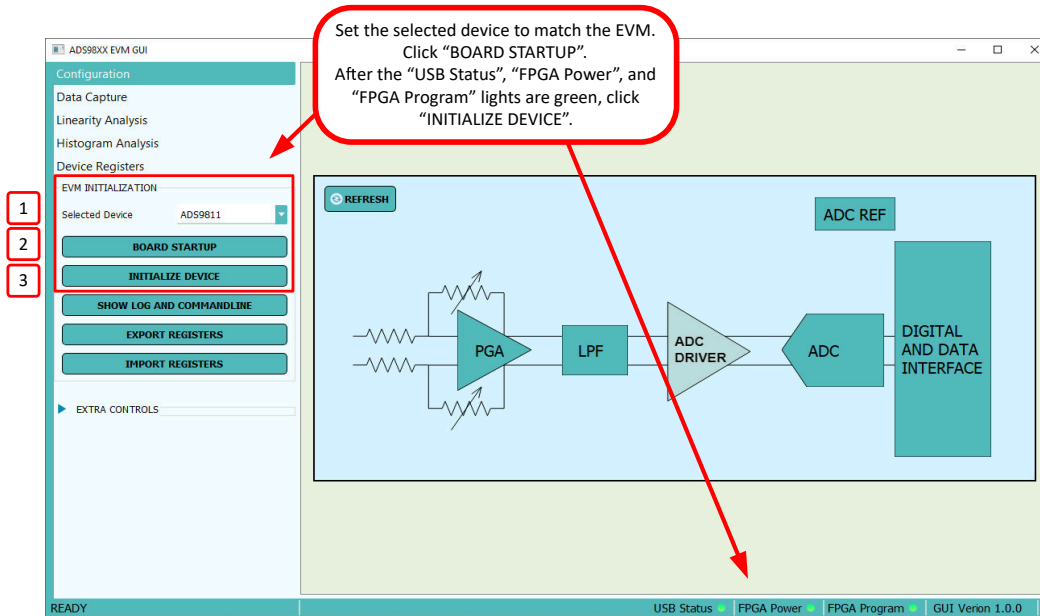 Set the selected device to match the EVM.
Click “BOARD STARTUP”.
After the “USB Status”, “FPGA Power”, and
“FPGA Program” lights are green, click
“INITIALIZE DEVICE”.
ADS98XX EVM GUI
Configuration
Data Capture
Linearity Analysis
Histogram Analysis
Device Registers
EVM INITIALIZATION
1
Selected Device ADS9811
2
BOARD STARTUP
3
INITIALIZE DEVICE
SHOW LOG AND COMMANDLINE
EXPORT REGISTERS
IMPORT REGISTERS
EXTRA CONTROLS
REFRESH
ADC REF
PGA
LPF
ADC
DRIVER
ADC
DIGITAL
AND DATA
INTERFACE
READY
USB Status
FPGA Power
FPGA Program
GUI Verion 1.0.0